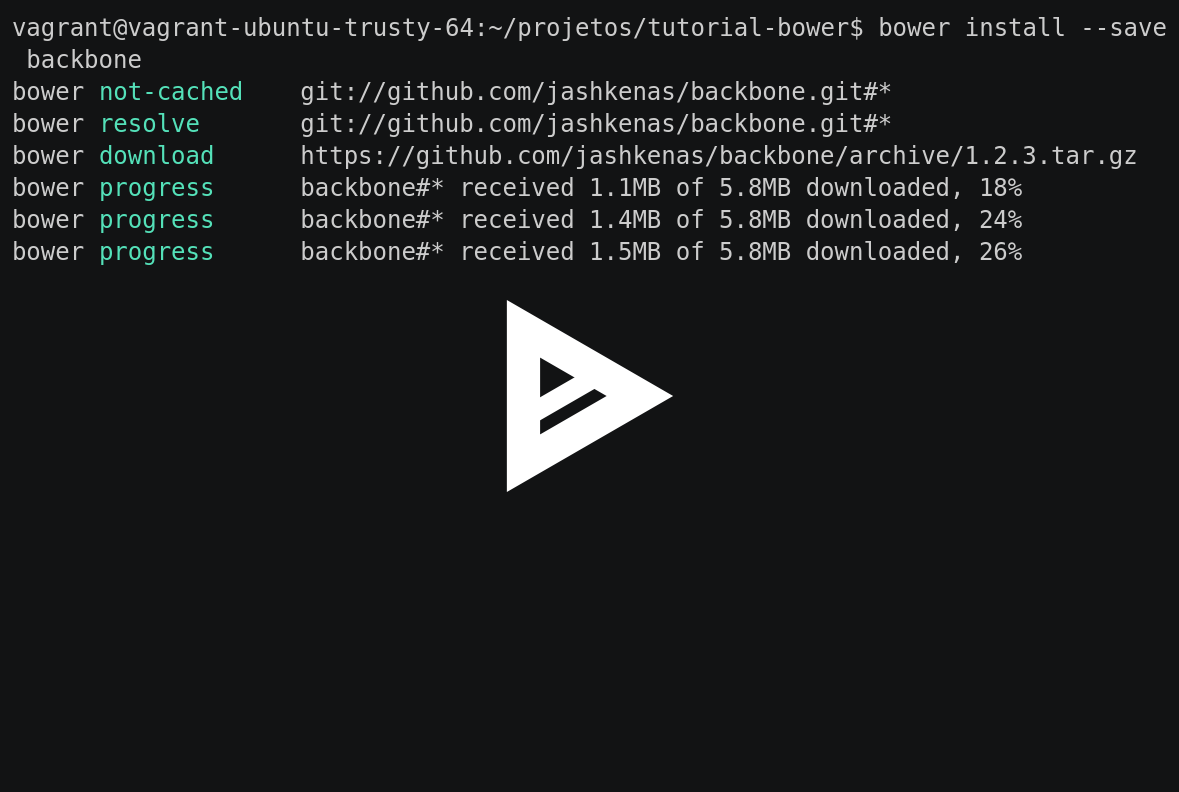 vagrant@vagrant-ubuntu-trusty-64:~/projetos/tutorial-bower$ bower install --save
backbone
bower not-cached    git://github.com/jashkenas/backbone.git#*
bower resolve       git://github.com/jashkenas/backbone.git#*
bower download      https://github.com/jashkenas/backbone/archive/1.2.3.tar.gz
bower progress      backbone#* received 1.1MB of 5.8MB downloaded, 18%
bower progress      backbone#* received 1.4MB of 5.8MB downloaded, 24%
bower progress      backbone#* received 1.5MB of 5.8MB downloaded, 26%